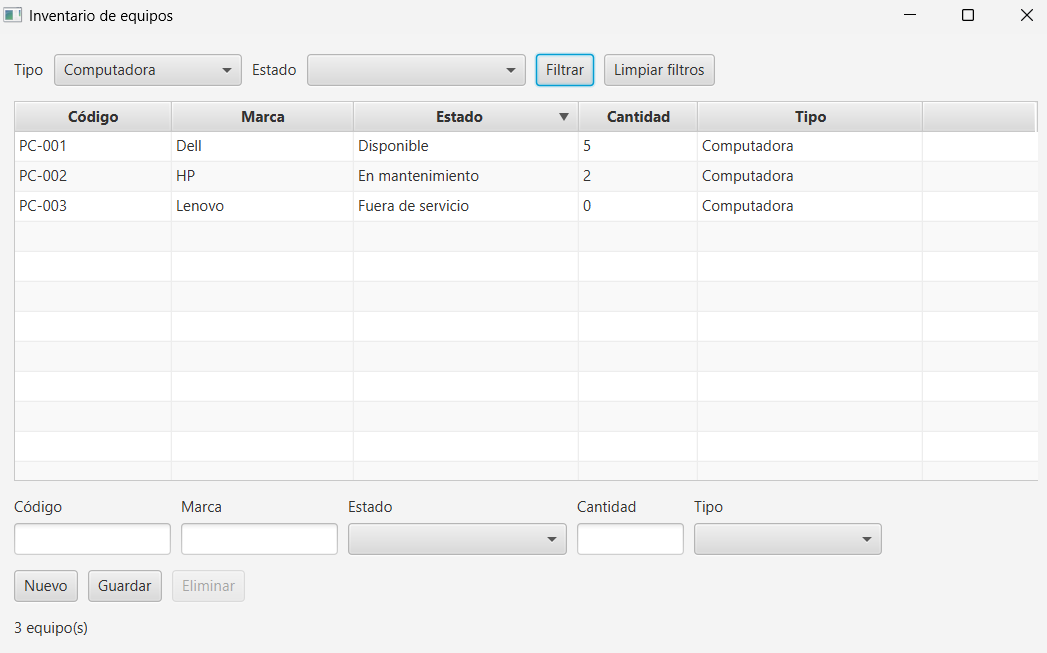 Inventario de equipos
Tipo Computadora Estado Filtrar Limpiar filtros
Código Marca Estado Cantidad Tipo
PC-001 Dell Disponible 5 Computadora
PC-002 HP En mantenimiento 2 Computadora
PC-003 Lenovo Fuera de servicio 0 Computadora
Código Marca Estado Cantidad Tipo
Nuevo Guardar Eliminar
3 equipo(s)